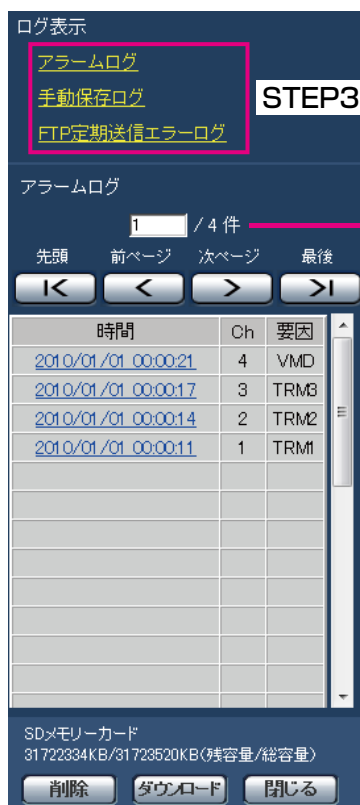 ログ表示
アラームログ
手動保存ログ
STEP3
FTP定期送信エラーログ
アラームログ
1 / 4 件
先頭 前ページ 次ページ 最後
時間 Ch 要因
2010/01/01 00:00:21 4 VMD
2010/01/01 00:00:17 3 TRM3
2010/01/01 00:00:14 2 TRM2
2010/01/01 00:00:11 1 TRM1
SDメモリーカード
31722334KB/31723520KB(残容量/総容量)
削除 ダウンロード 閉じる